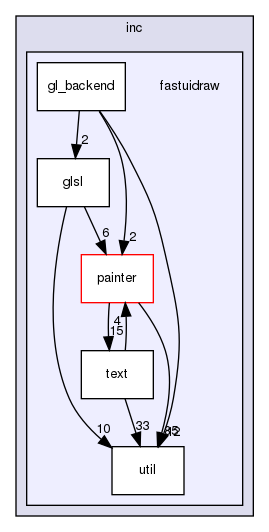 inc
gl_backend
fastuidraw
2
glsl
6
2
painter
4
15
text
10
33
util